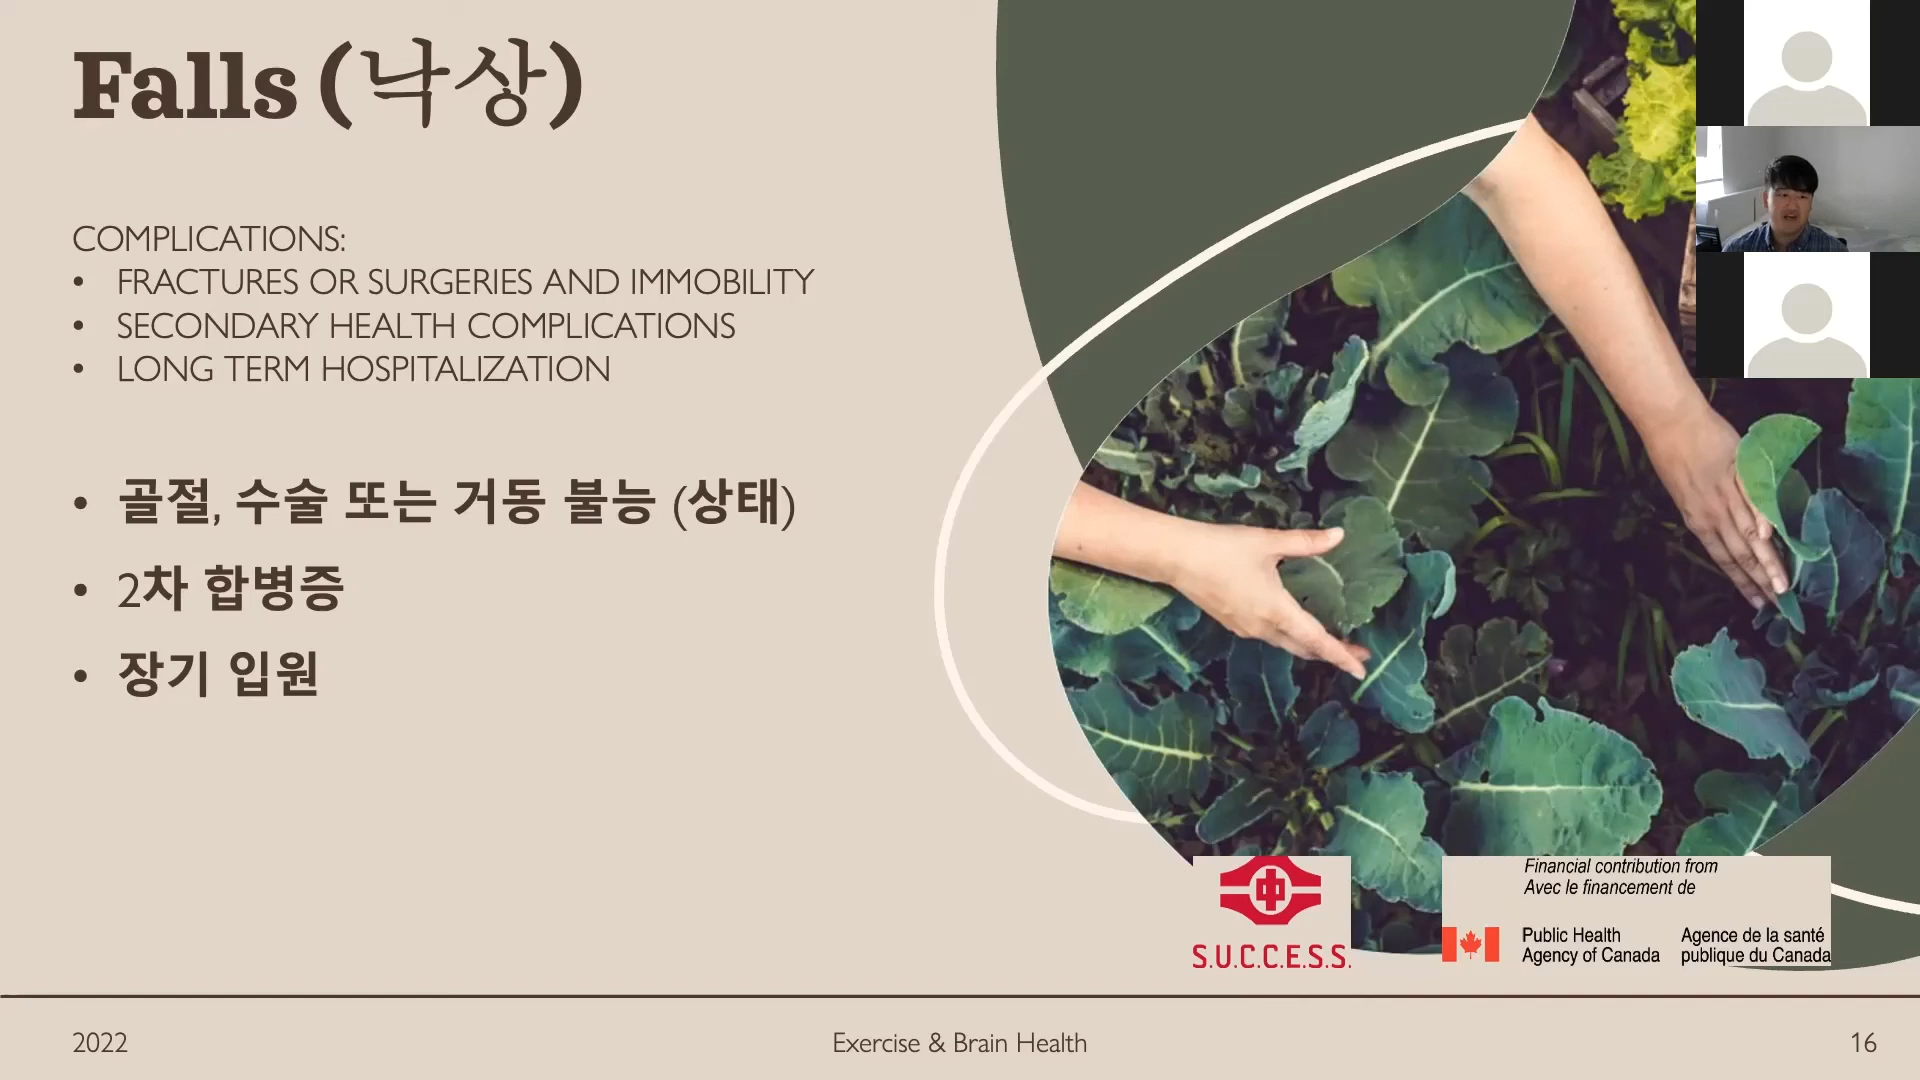 Falls (낙상)
COMPLICATIONS:
• FRACTURES OR SURGERIES AND IMMOBILITY
• SECONDARY HEALTH COMPLICATIONS
• LONG TERM HOSPITALIZATION
• 골절, 수술 또는 거동 불능 (상태)
• 2차 합병증
• 장기 입원
中
S.U.C.C.E.S.S.
Financial contribution from
Avec le financement de
Public Health
Agency of Canada
Agence de la santé
publique du Canada
2022
Exercise & Brain Health
16